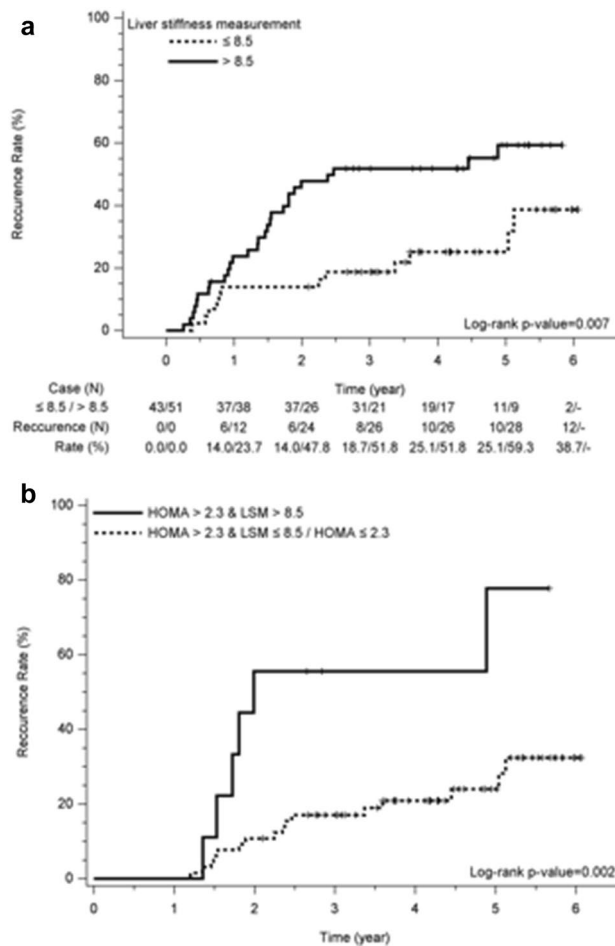 a
Liver stiffness measurement
≤ 8.5
> 8.5
100
80
60
40
20
0
Reccurence Rate (%)
Log-rank p-value=0.007
0 1 2 3 4 5 6
Time (year)
Case (N)
≤ 8.5 / > 8.5 43/51 37/38 37/26 31/21 19/17 11/9 2/-
Reccurence (N) 0/0 6/12 6/24 8/26 10/26 10/28 12/-
Rate (%) 0.0/0.0 14.0/23.7 14.0/47.8 18.7/51.8 25.1/51.8 25.1/59.3 38.7/-
b
HOMA > 2.3 & LSM > 8.5
HOMA > 2.3 & LSM ≤ 8.5 / HOMA ≤ 2.3
80
60
40
20
0
Reccurence Rate (%)
Log-rank p-value=0.002
0 1 2 3 4 5 6
Time (year)